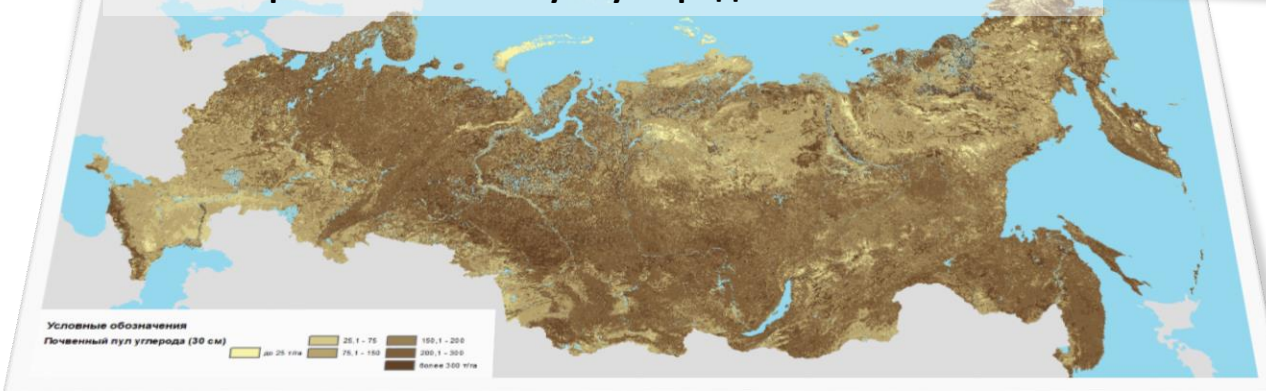 Условные обозначения
Почвенный пул углерода (30 см)
до 25 т/га
25,1 - 75
75,1 - 150
150,1 - 200
200,1 - 300
более 300 т/га